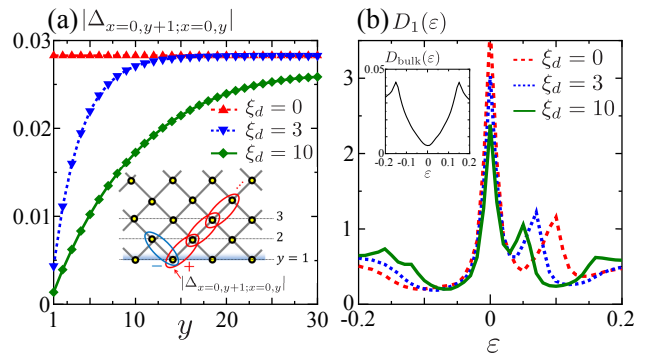 (a) |Δ_{x=0,y+1;x=0,y}|
0.03
0.02
0.01
0
ξ_d = 0
ξ_d = 3
ξ_d = 10
3
2
y = 1
− +
|Δ_{x=0,y+1;x=0,y}|
1 10 20 30
y
(b) D_1(ε)
3
2
1
0
D_bulk(ε)
0.05
0
-0.2 -0.1 0 0.1 0.2
ε
ξ_d = 0
ξ_d = 3
ξ_d = 10
-0.2 0 0.2
ε